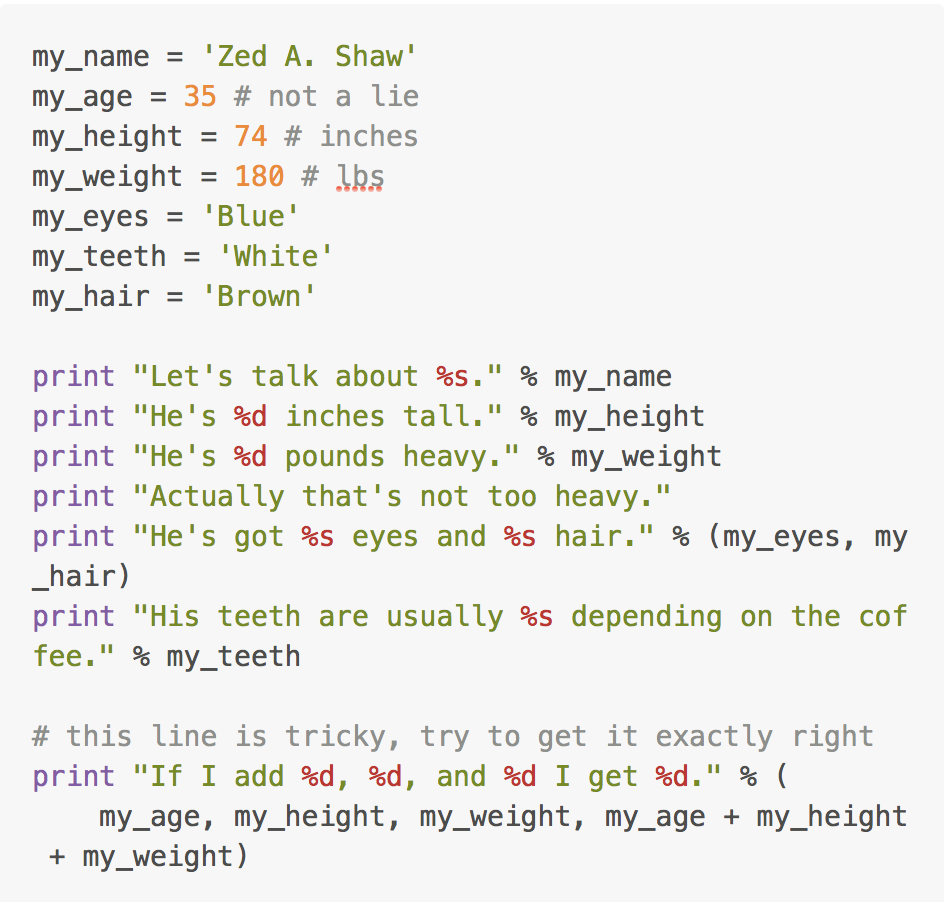 my_name = 'Zed A. Shaw'
my_age = 35 # not a lie
my_height = 74 # inches
my_weight = 180 # lbs
my_eyes = 'Blue'
my_teeth = 'White'
my_hair = 'Brown'

print "Let's talk about %s." % my_name
print "He's %d inches tall." % my_height
print "He's %d pounds heavy." % my_weight
print "Actually that's not too heavy."
print "He's got %s eyes and %s hair." % (my_eyes, my
_hair)
print "His teeth are usually %s depending on the cof
fee." % my_teeth

# this line is tricky, try to get it exactly right
print "If I add %d, %d, and %d I get %d." % (
    my_age, my_height, my_weight, my_age + my_height
 + my_weight)